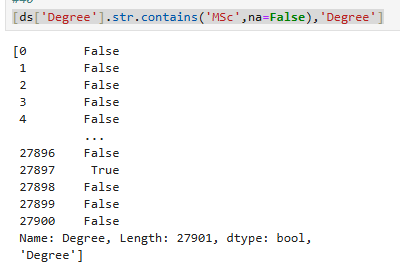 #4D
[ds['Degree'].str.contains('MSc',na=False),'Degree']
[0        False
1        False
2        False
3        False
4        False
...
27896    False
27897     True
27898    False
27899    False
27900    False
Name: Degree, Length: 27901, dtype: bool,
'Degree']